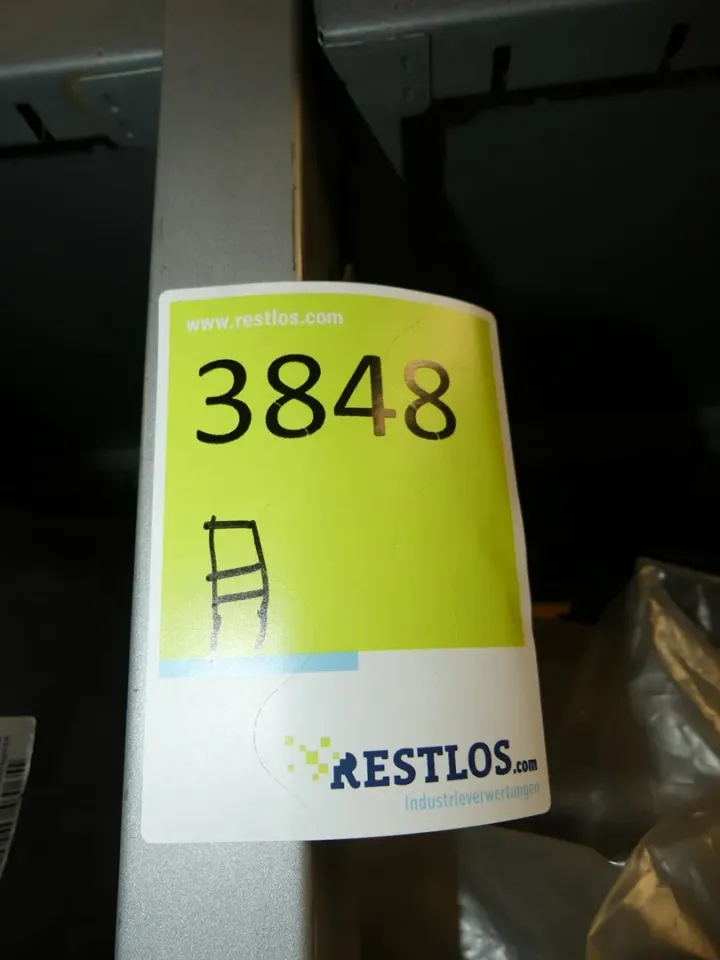 www.restlos.com
3848
RESTLOS.com
Industrieverwertungen